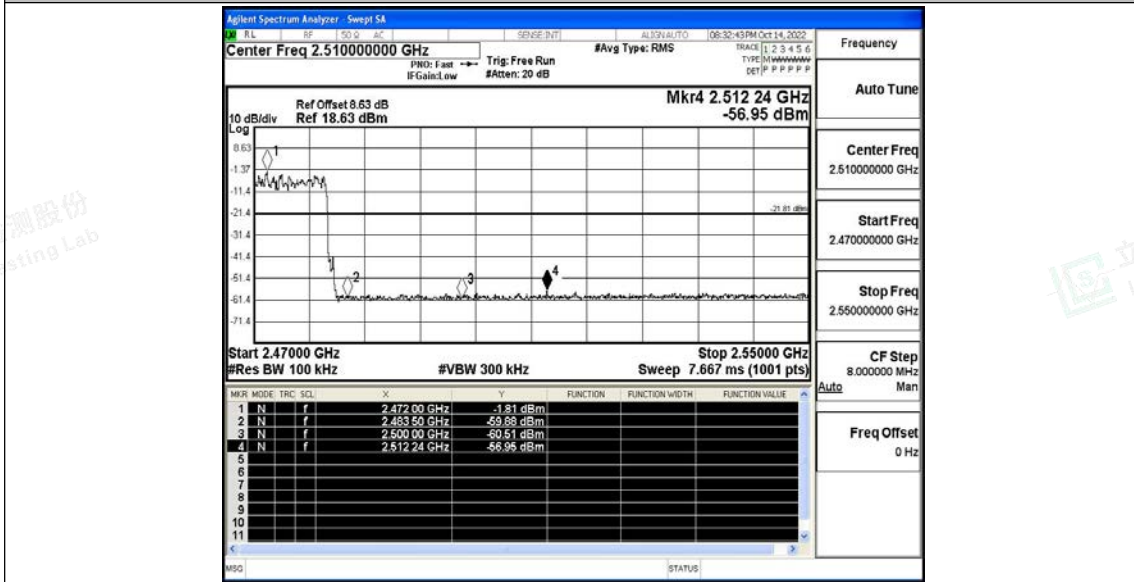 Agilent Spectrum Analyzer - Swept SA
RL RF 50 Ω AC SENSE:INT ALIGN AUTO 08:32:43 PM Oct 14, 2022
Center Freq 2.510000000 GHz #Avg Type: RMS TRACE 1 2 3 4 5 6
PNO: Fast Trig: Free Run TYPE M WWWWW
IFGain:Low #Atten: 20 dB DET P P P P P P
Frequency
Auto Tune
Mkr4 2.512 24 GHz
-56.95 dBm
Ref Offset 8.63 dB
10 dB/div Ref 18.63 dBm
Log
8.63
-1.37
-11.4
-21.4
-31.4
-41.4
-51.4
-61.4
-71.4
1
2
3
4
-21.81 dBm
Start 2.47000 GHz Stop 2.55000 GHz
#Res BW 100 kHz #VBW 300 kHz Sweep 7.667 ms (1001 pts)
Center Freq
2.510000000 GHz
Start Freq
2.470000000 GHz
Stop Freq
2.550000000 GHz
CF Step
8.000000 MHz
Auto Man
Freq Offset
0 Hz
MKR MODE TRC SCL X Y FUNCTION FUNCTION WIDTH FUNCTION VALUE
1 N f 2.472 00 GHz -1.81 dBm
2 N f 2.483 50 GHz -59.88 dBm
3 N f 2.500 00 GHz -60.51 dBm
4 N f 2.512 24 GHz -56.95 dBm
5
6
7
8
9
10
11
MSG STATUS
测股份
sting Lab
立